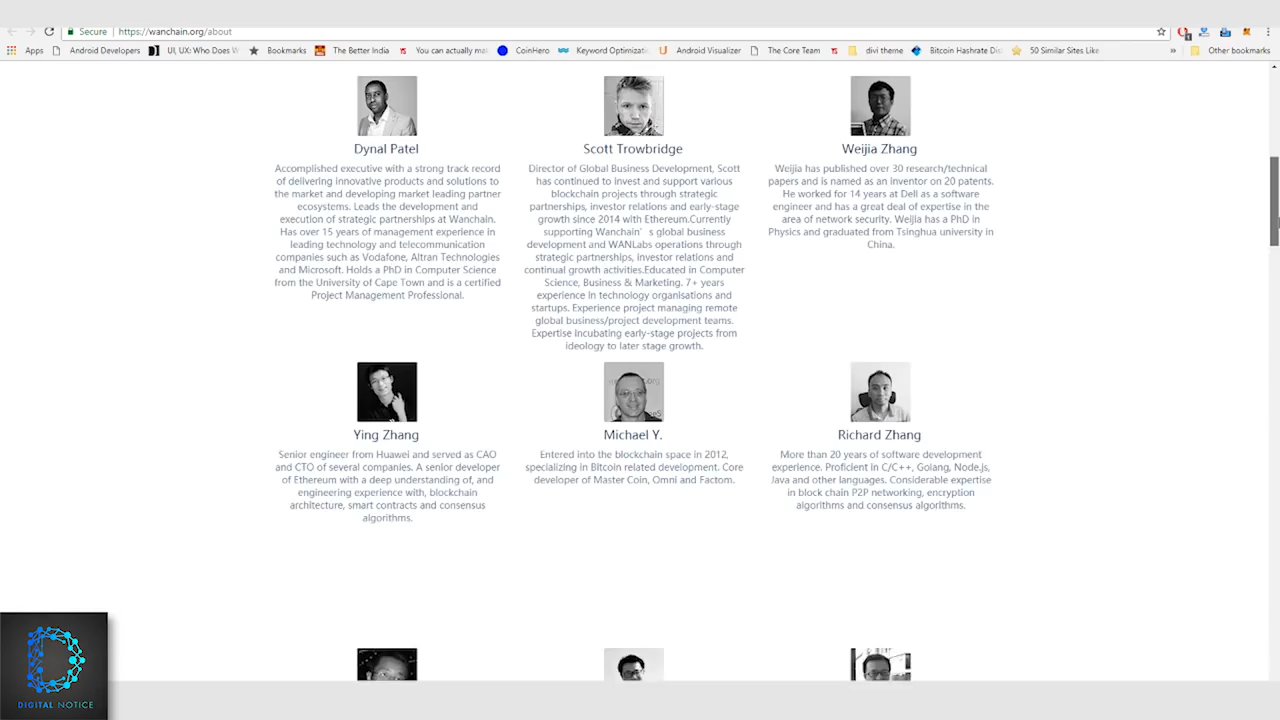 Secure https://wanchain.org/about
Apps Android Developers UI, UX: Who Does W Bookmarks The Better India You can actually ma CoinHero Keyword Optimizati Android Visualizer The Core Team divi theme Bitcoin Hashrate Dis 50 Similar Sites Like » Other bookmarks
Dynal Patel
Accomplished executive with a strong track record
of delivering innovative products and solutions to
the market and developing market leading partner
ecosystems. Leads the development and
execution of strategic partnerships at Wanchain.
Has over 15 years of management experience in
leading technology and telecommunication
companies such as Vodafone, Altran Technologies
and Microsoft. Holds a PhD in Computer Science
from the University of Cape Town and is a certified
Project Management Professional.
Scott Trowbridge
Director of Global Business Development, Scott
has continued to invest and support various
blockchain projects through strategic
partnerships, investor relations and early-stage
growth since 2014 with Ethereum.Currently
supporting Wanchain’s global business
development and WANLabs operations through
strategic partnerships, investor relations and
continual growth activities.Educated in Computer
Science, Business & Marketing. 7+ years
experience in technology organisations and
startups. Experience project managing remote
global business/project development teams.
Expertise Incubating early-stage projects from
ideology to later stage growth.
Weijia Zhang
Weijia has published over 30 research/technical
papers and is named as an inventor on 20 patents.
He worked for 14 years at Dell as a software
engineer and has a great deal of expertise in the
area of network security. Weijia has a PhD in
Physics and graduated from Tsinghua university in
China.
Ying Zhang
Senior engineer from Huawei and served as CAO
and CTO of several companies. A senior developer
of Ethereum with a deep understanding of, and
engineering experience with, blockchain
architecture, smart contracts and consensus
algorithms.
Michael Y.
Entered into the blockchain space in 2012,
specializing in Bitcoin related development. Core
developer of Master Coin, Omni and Factom.
Richard Zhang
More than 20 years of software development
experience. Proficient in C/C++, Golang, Node.js,
Java and other languages. Considerable expertise
in block chain P2P networking, encryption
algorithms and consensus algorithms.
DIGITAL NOTICE